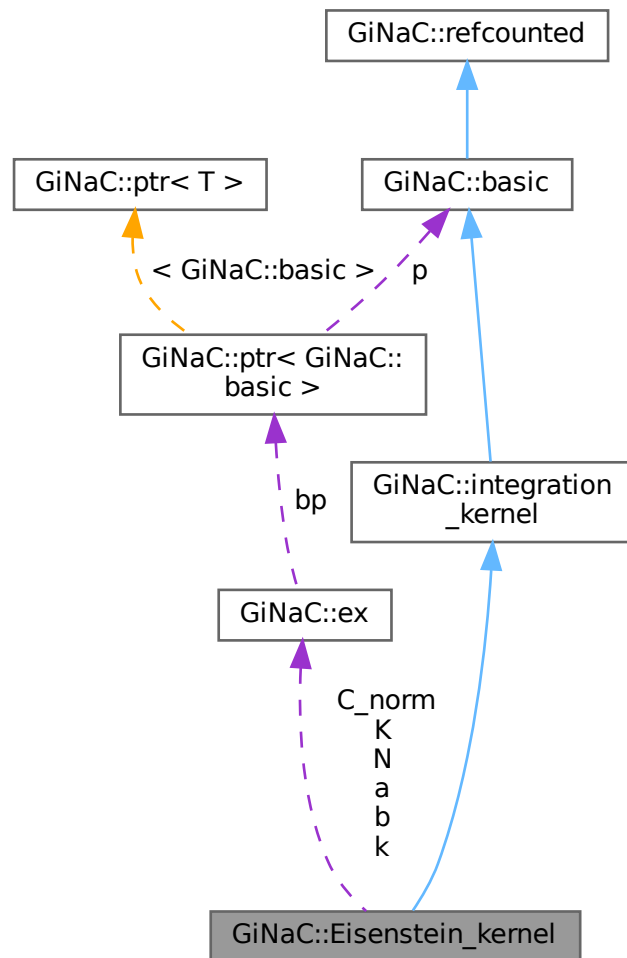 GiNaC::refcounted
GiNaC::ptr< T >
GiNaC::basic
< GiNaC::basic >
p
GiNaC::ptr< GiNaC::
basic >
bp
GiNaC::integration
_kernel
GiNaC::ex
C_norm
K
N
a
b
k
GiNaC::Eisenstein_kernel